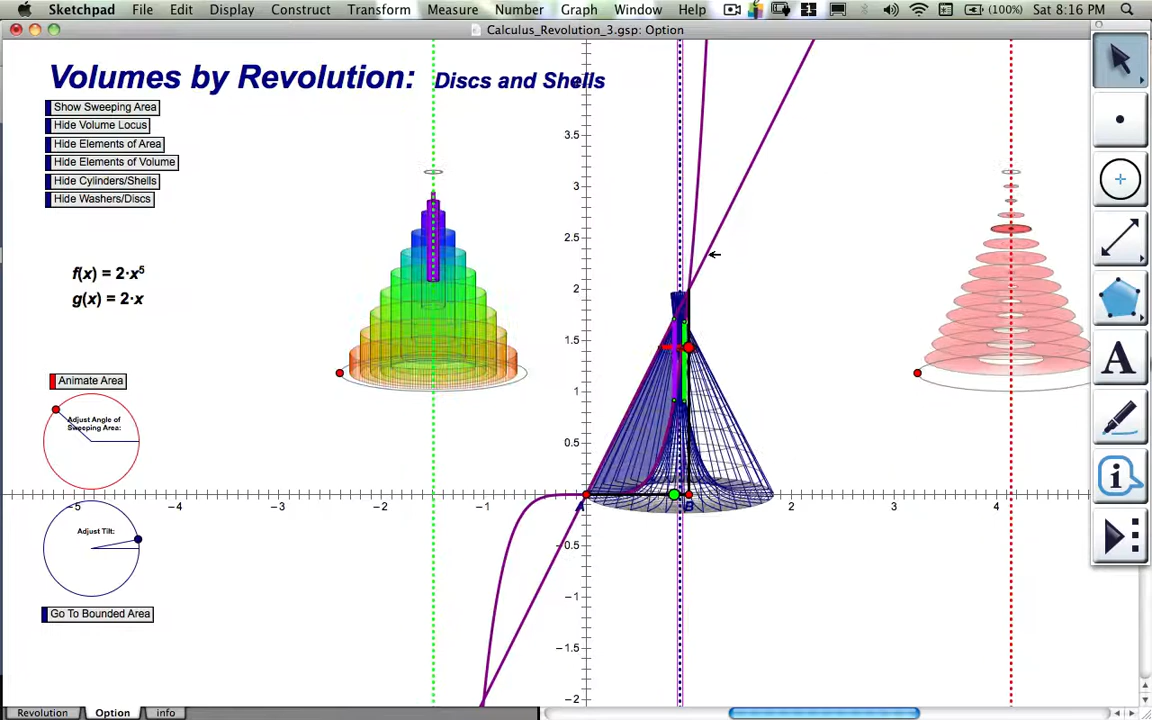 Sketchpad File Edit Display Construct Transform Measure Number Graph Window Help (100%) Sat 8:16 PM
Calculus_Revolution_3.gsp: Option
Volumes by Revolution: Discs and Shells
Show Sweeping Area
Hide Volume Locus
Hide Elements of Area
Hide Elements of Volume
Hide Cylinders/Shells
Hide Washers/Discs
3.5
3
2.5
2
1.5
1
0.5
f(x) = 2·x⁵
g(x) = 2·x
Animate Area
Adjust Angle of
Sweeping Area:
-5 -4 -3 -2 -1 A B 2 3 4
Adjust Tilt:
-0.5
-1
-1.5
-2
Go To Bounded Area
A
Revolution Option info